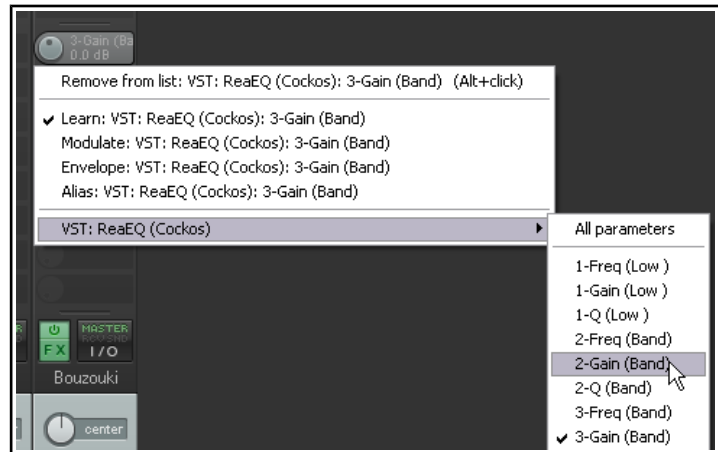 3-Gain (Ba
0.0 dB
Remove from list: VST: ReaEQ (Cockos): 3-Gain (Band) (Alt+click)
Learn: VST: ReaEQ (Cockos): 3-Gain (Band)
Modulate: VST: ReaEQ (Cockos): 3-Gain (Band)
Envelope: VST: ReaEQ (Cockos): 3-Gain (Band)
Alias: VST: ReaEQ (Cockos): 3-Gain (Band)
VST: ReaEQ (Cockos)
All parameters
1-Freq (Low )
1-Gain (Low )
1-Q (Low )
2-Freq (Band)
2-Gain (Band)
2-Q (Band)
3-Freq (Band)
3-Gain (Band)
MASTER
RCV SND
FX
I/O
Bouzouki
center